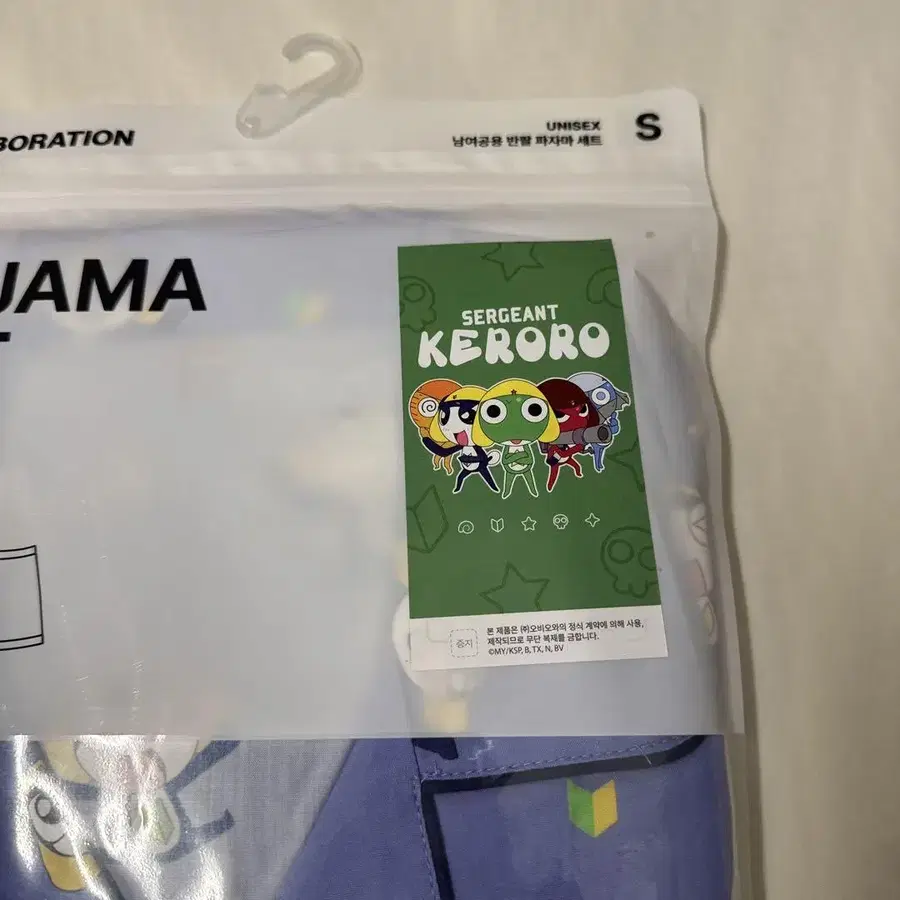 BORATION
UNISEX
남여공용 반팔 파자마 세트
S
JAMA
SERGEANT
KERORO
증지
본 제품은 ㈜오비오와의 정식 계약에 의해 사용,
제작되므로 무단 복제를 금합니다.
©MY/KSP, B, TX, N, BV